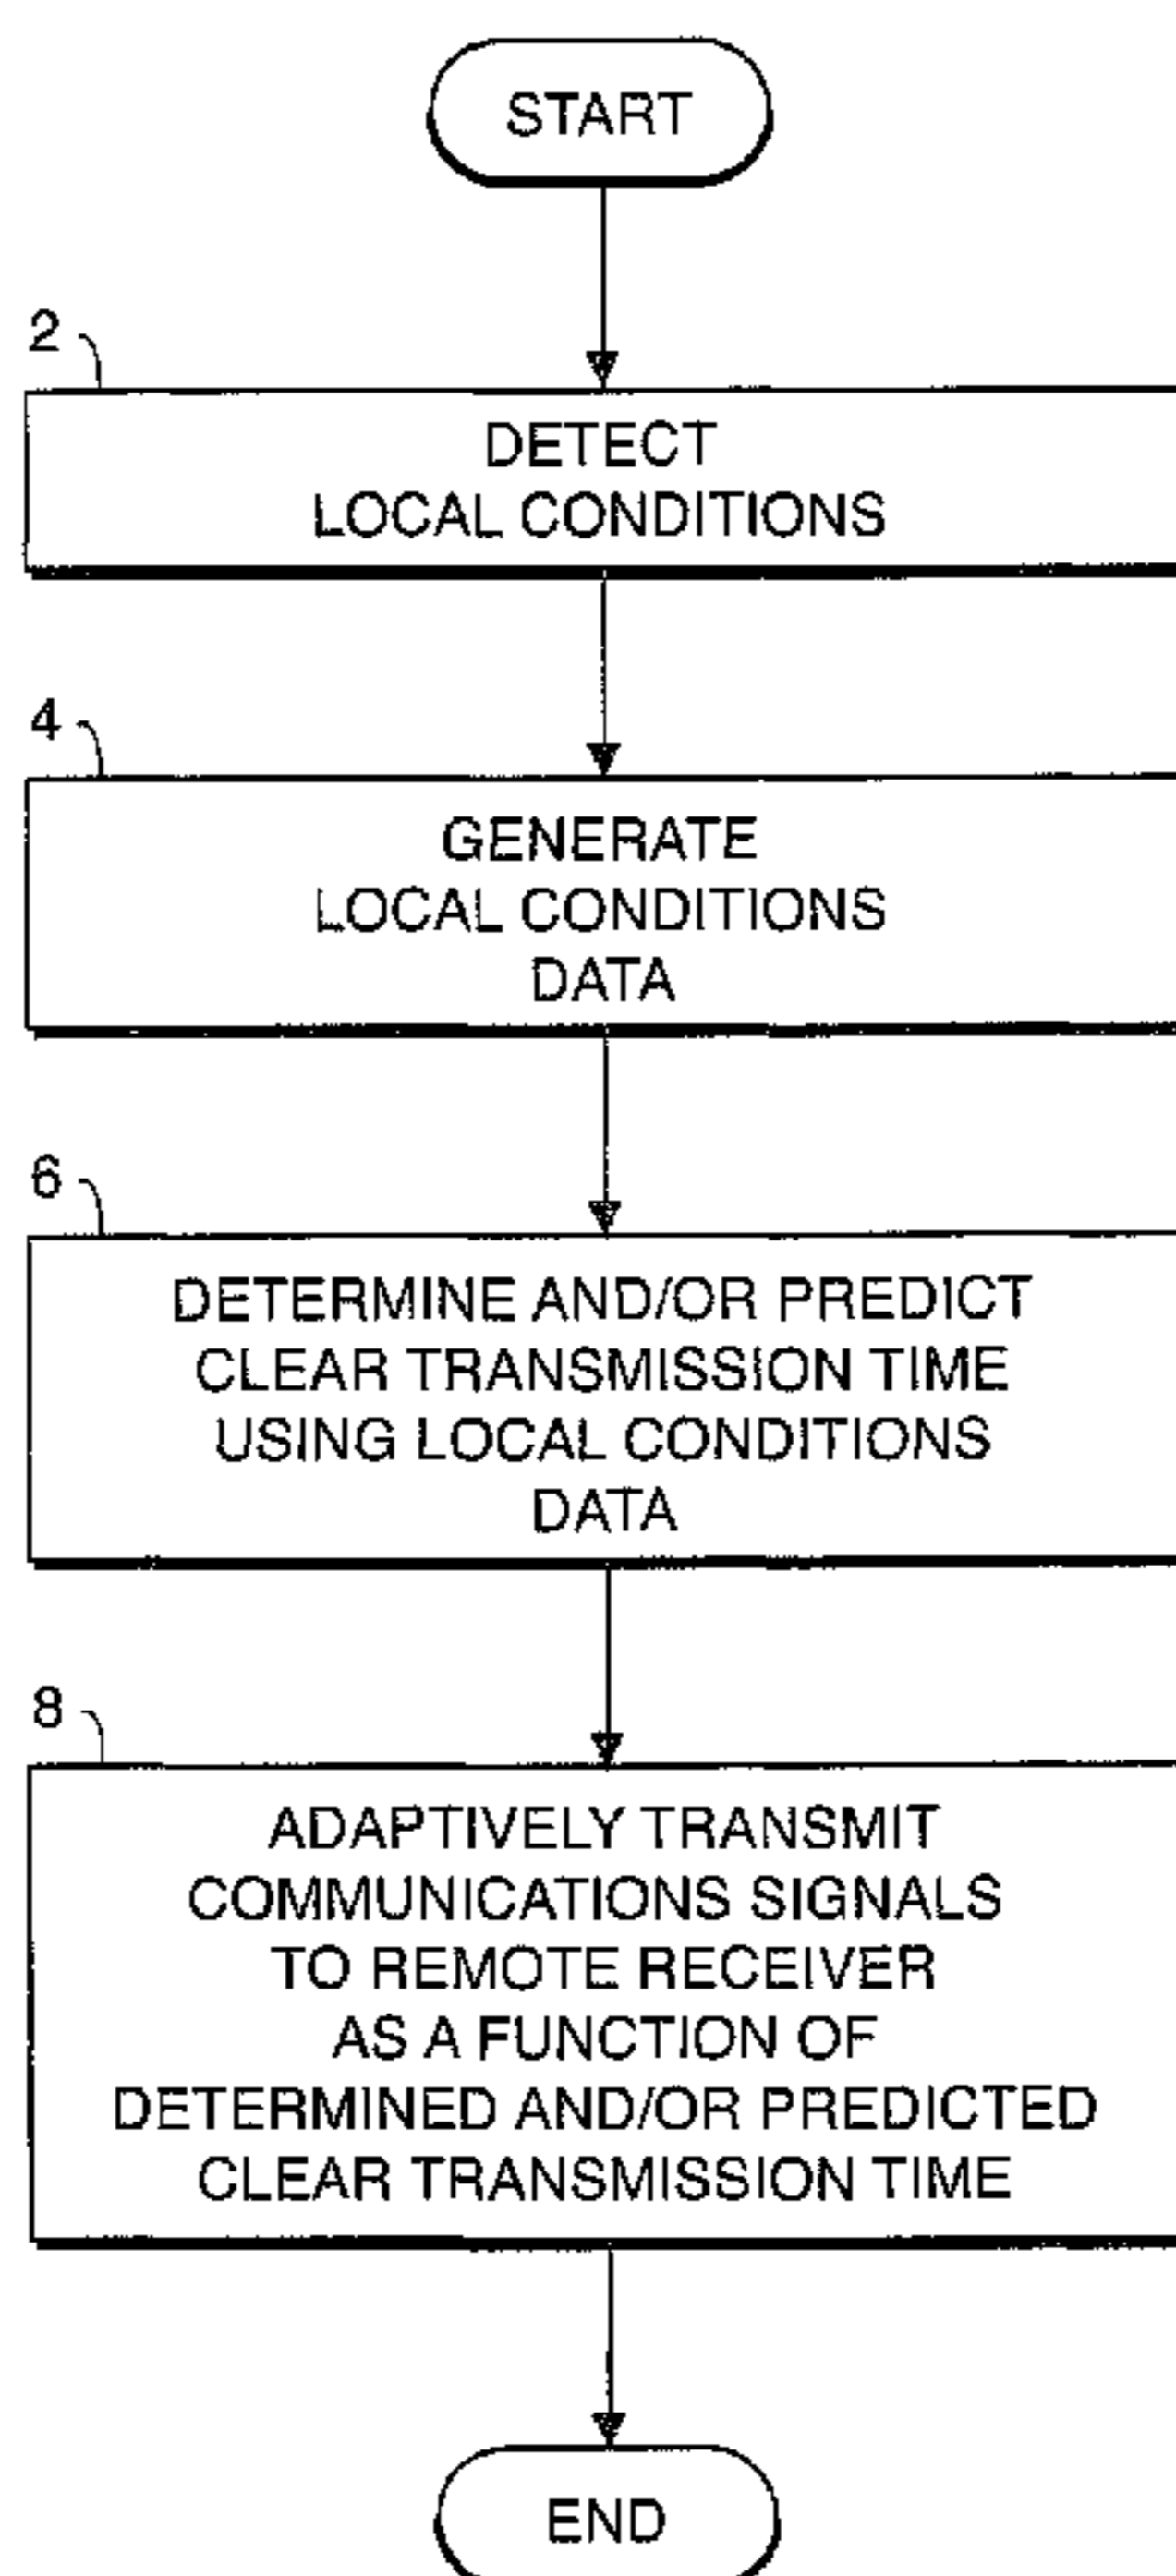 START
2
DETECT
LOCAL CONDITIONS
4
GENERATE
LOCAL CONDITIONS
DATA
6
DETERMINE AND/OR PREDICT
CLEAR TRANSMISSION TIME
USING LOCAL CONDITIONS
DATA
8
ADAPTIVELY TRANSMIT
COMMUNICATIONS SIGNALS
TO REMOTE RECEIVER
AS A FUNCTION OF
DETERMINED AND/OR PREDICTED
CLEAR TRANSMISSION TIME
END